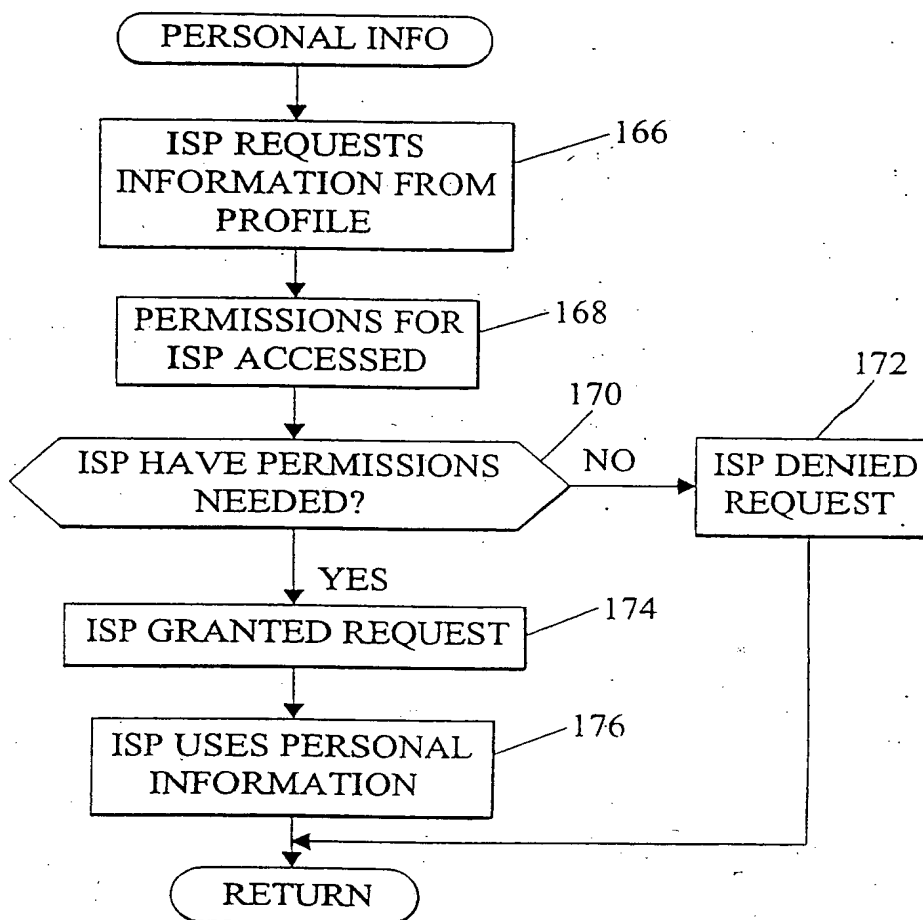 PERSONAL INFO
ISP REQUESTS
INFORMATION FROM
PROFILE
166
PERMISSIONS FOR
ISP ACCESSED
168
172
170
ISP HAVE PERMISSIONS
NEEDED?
NO
ISP DENIED
REQUEST
YES
174
ISP GRANTED REQUEST
176
ISP USES PERSONAL
INFORMATION
RETURN